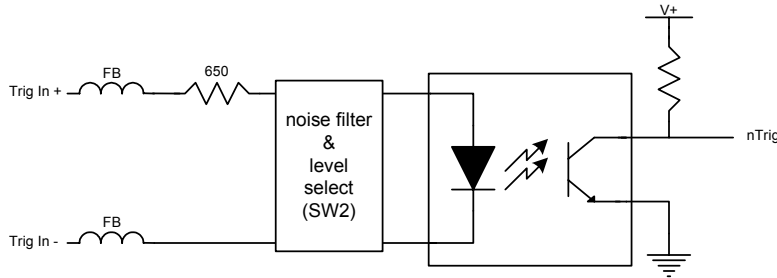 V+
FB
650
Trig In +
noise filter
&
level
select
(SW2)
nTrig
FB
Trig In -